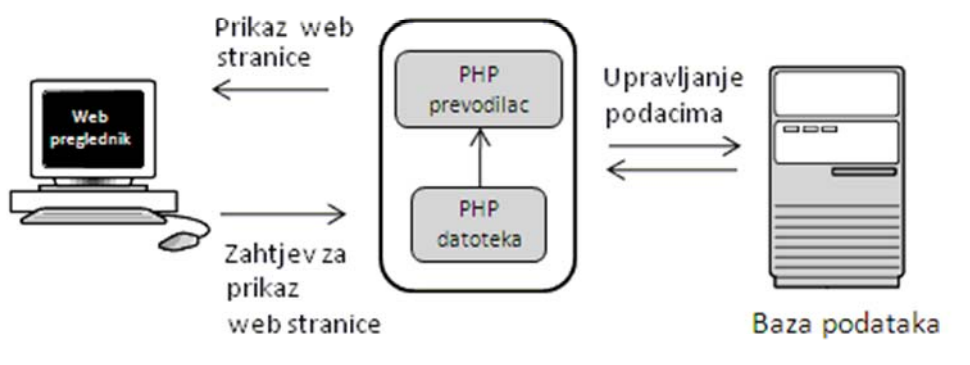 Prikaz web
stranice
Web
preglednik
Zahtjev za
prikaz
web stranice
PHP
prevodilac
PHP
datoteka
Upravljanje
podacima
Baza podataka